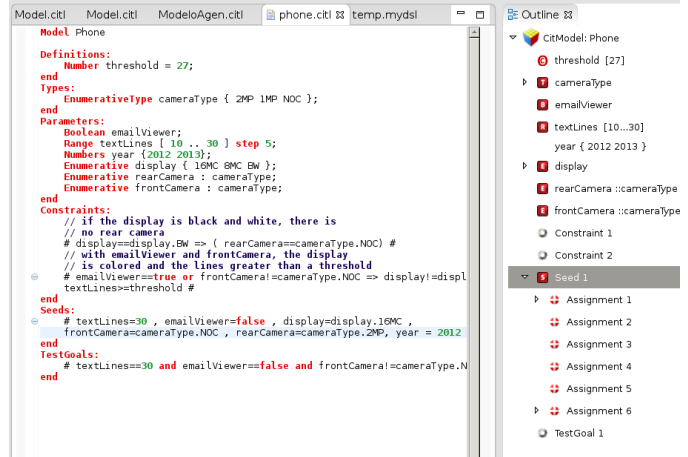 Model.citl
Model.citl
ModeloAgen.citl
phone.citl
temp.mydsl
Model Phone
Definitions:
Number threshold = 27;
end
Types:
EnumerativeType cameraType { 2MP 1MP NOC };
end
Parameters:
Boolean emailViewer;
Range textLines [ 10 .. 30 ] step 5;
Numbers year {2012 2013};
Enumerative display { 16MC 8MC BW };
Enumerative rearCamera : cameraType;
Enumerative frontCamera : cameraType;
end
Constraints:
// if the display is black and white, there is
// no rear camera
# display==display.BW => ( rearCamera==cameraType.NOC) #
// with emailViewer and frontCamera, the display
// is colored and the lines greater than a threshold
# emailViewer==true or frontCamera!=cameraType.NOC => display!=displ
textLines>=threshold #
end
Seeds:
# textLines=30 , emailViewer=false , display=display.16MC ,
frontCamera=cameraType.NOC , rearCamera=cameraType.2MP, year = 2012
end
TestGoals:
# textLines==30 and emailViewer==false and frontCamera!=cameraType.N
end
Outline
CitModel: Phone
threshold [27]
cameraType
emailViewer
textLines [10...30]
year { 2012 2013 }
display
rearCamera ::cameraType
frontCamera ::cameraType
Constraint 1
Constraint 2
Seed 1
Assignment 1
Assignment 2
Assignment 3
Assignment 4
Assignment 5
Assignment 6
TestGoal 1